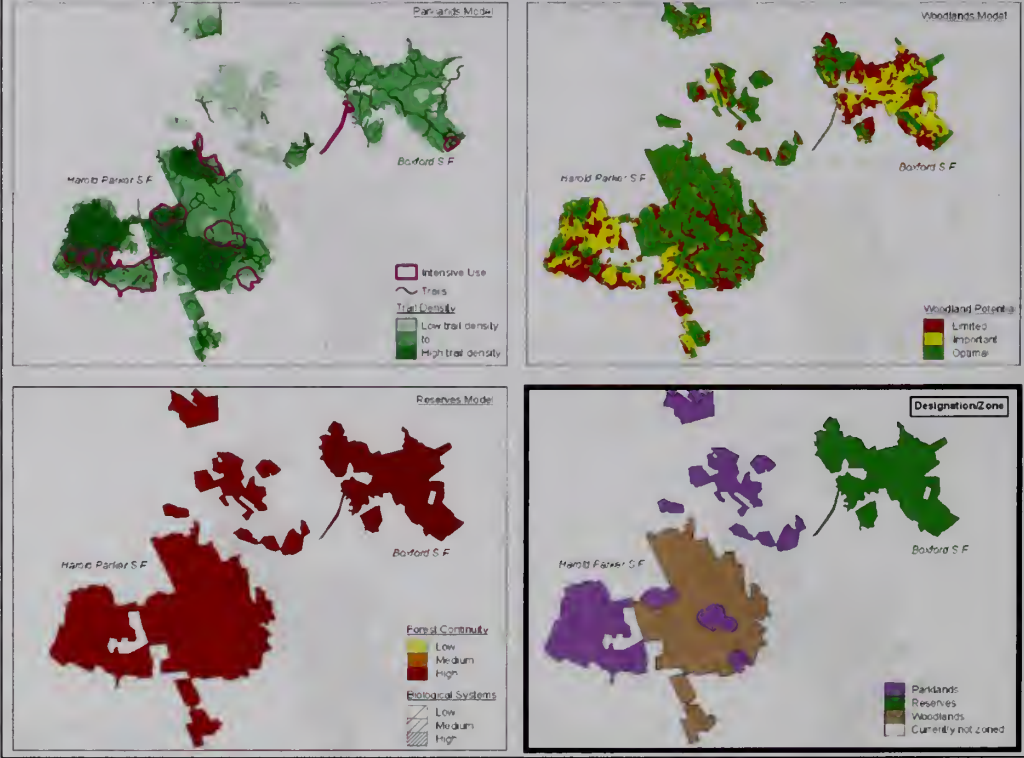 Parklands Model
Harold Parker S.F.
Boxford S.F.
Intensive Use
Trails
Trail Density
Low trail density
to
High trail density
Woodlands Model
Harold Parker S.F.
Boxford S.F.
Woodland Potential
Limited
Important
Optimal
Reserves Model
Harold Parker S.F.
Boxford S.F.
Forest Continuity
Low
Medium
High
Biological Systems
Low
Medium
High
Designation/Zone
Harold Parker S.F.
Boxford S.F.
Parklands
Reserves
Woodlands
Currently not zoned